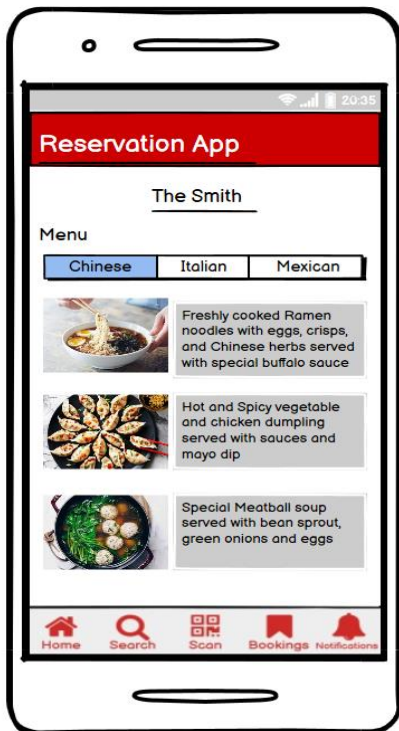 20:35
Reservation App
The Smith
Menu
Chinese Italian Mexican
Freshly cooked Ramen
noodles with eggs, crisps,
and Chinese herbs served
with special buffalo sauce
Hot and Spicy vegetable
and chicken dumpling
served with sauces and
mayo dip
Special Meatball soup
served with bean sprout,
green onions and eggs
Home Search Scan Bookings Notifications